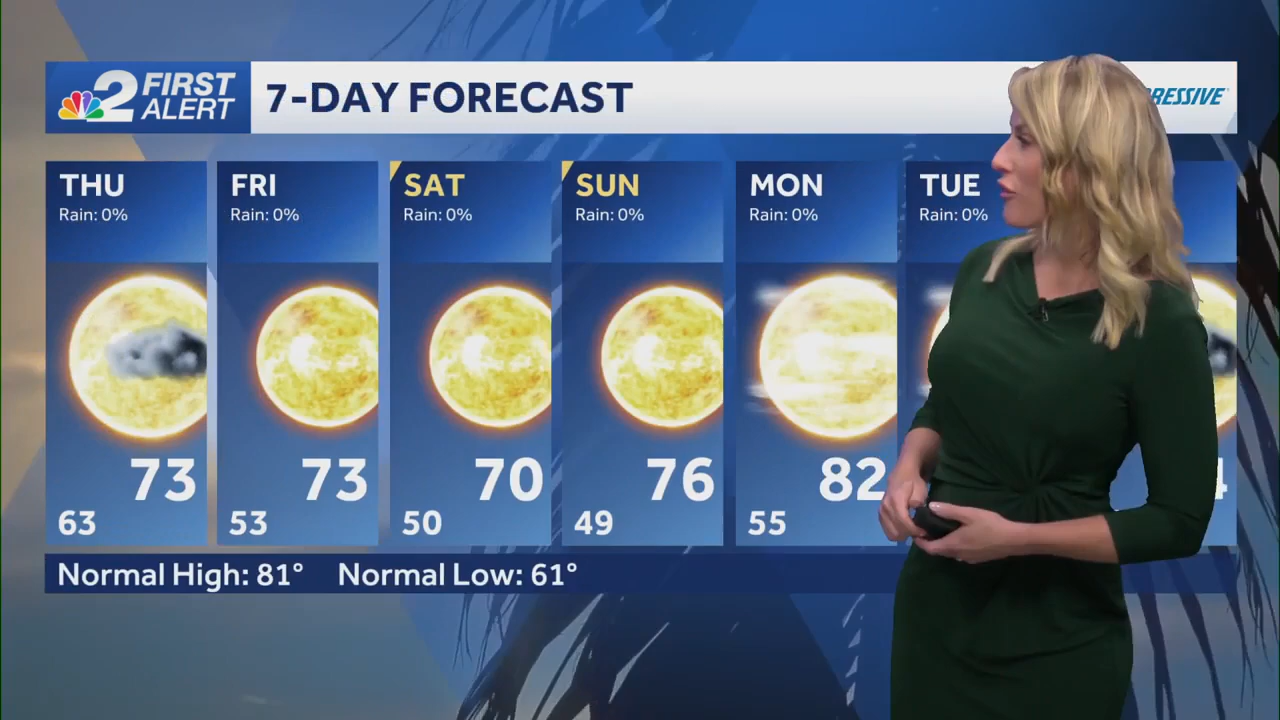 2 FIRST ALERT
7-DAY FORECAST
THU
Rain: 0%
73
63
FRI
Rain: 0%
73
53
SAT
Rain: 0%
70
50
SUN
Rain: 0%
76
49
MON
Rain: 0%
82
55
TUE
Rain: 0%
Normal High: 81° Normal Low: 61°